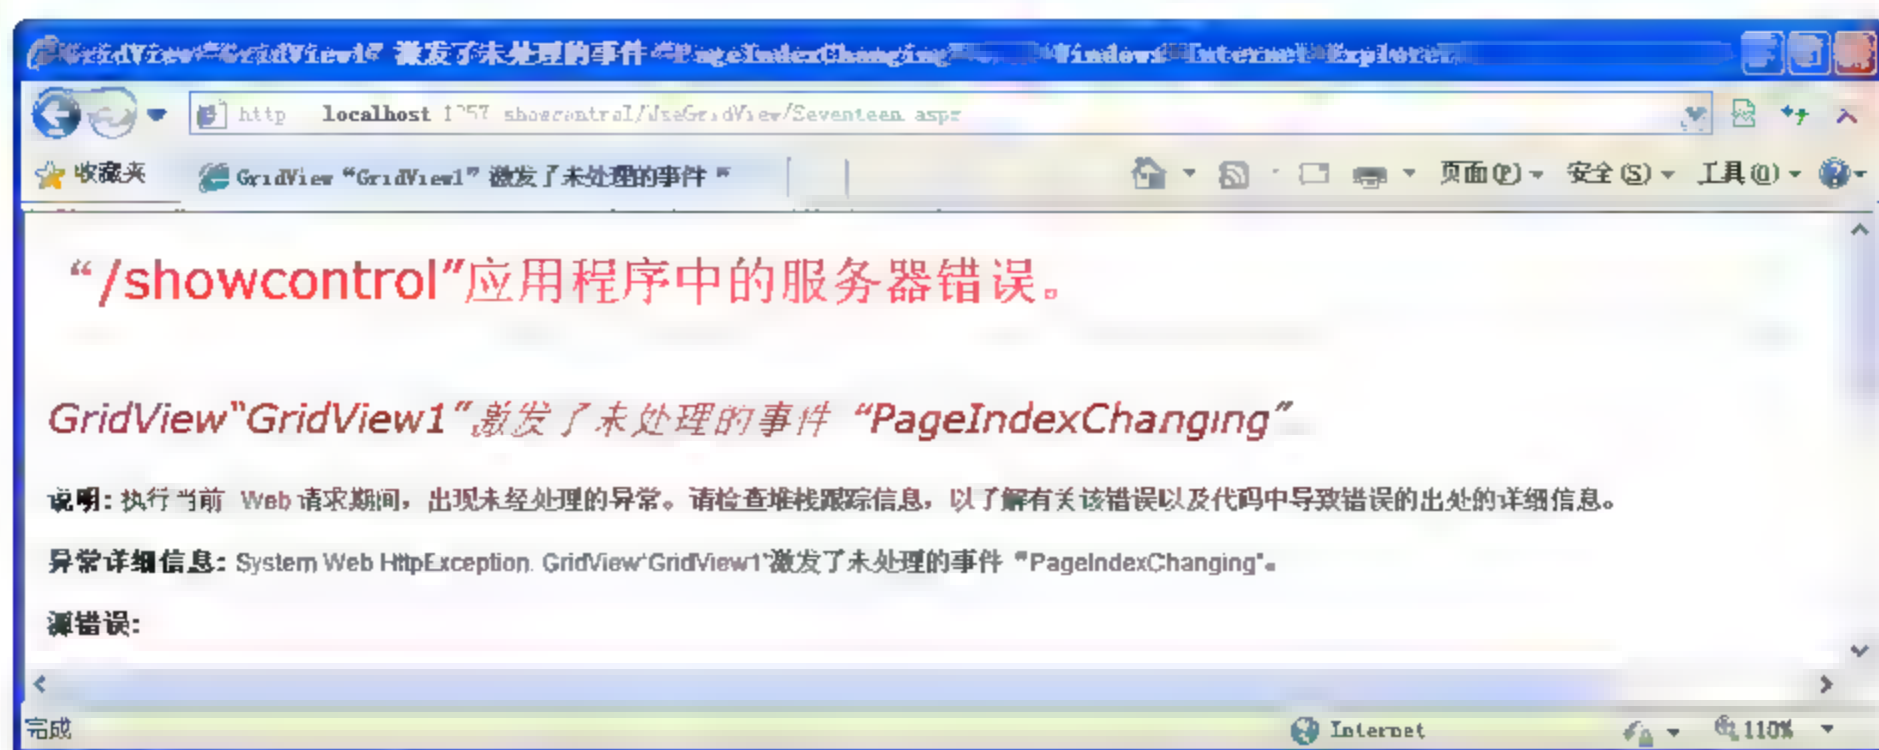 GridView “GridView1” 激发了未处理的事件 “PageIndexChanging” Windows Internet Explorer
http localhost showcontrol/UseGridView/Seventeen.aspx
收藏夹 GridView “GridView1” 激发了未处理的事件 “ 页面(P) 安全(S) 工具(O)
“/showcontrol”应用程序中的服务器错误。
GridView“GridView1”激发了未处理的事件 “PageIndexChanging”
说明: 执行当前 Web 请求期间，出现未经处理的异常。请检查堆栈跟踪信息，以了解有关该错误以及代码中导致错误的出处的详细信息。
异常详细信息: System.Web.HttpException: GridView“GridView1”激发了未处理的事件 “PageIndexChanging”。
源错误:
完成 Internet 110%